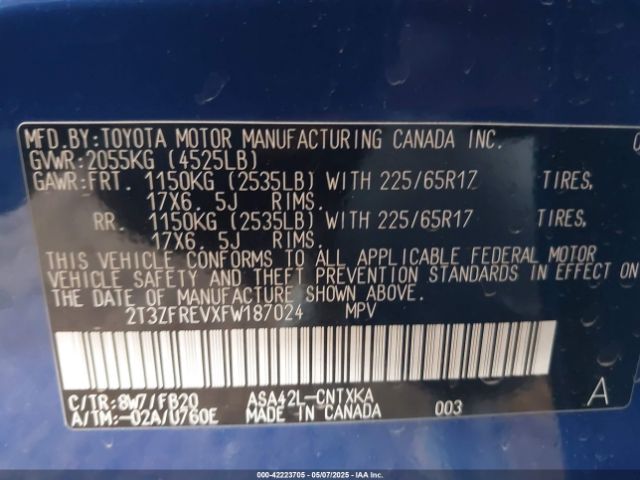 MFD.BY:TOYOTA MOTOR MANUFACTURING CANADA INC.
GVWR:2055KG (4525LB)
GAWR:FRT. 1150KG (2535LB) WITH 225/65R17 TIRES,
17X6. 5J RIMS.
RR. 1150KG (2535LB) WITH 225/65R17 TIRES,
17X6. 5J RIMS.
THIS VEHICLE CONFORMS TO ALL APPLICABLE FEDERAL MOTOR
VEHICLE SAFETY AND THEFT PREVENTION STANDARDS IN EFFECT ON
THE DATE OF MANUFACTURE SHOWN ABOVE.
2T3ZFREVXFW187024 MPV
C/TR:8W7/FB20 ASA42L-CNTXKA A
A/TM:-02A/U760E MADE IN CANADA 003
000-42223705 - 05/07/2025 - IAAI.COM